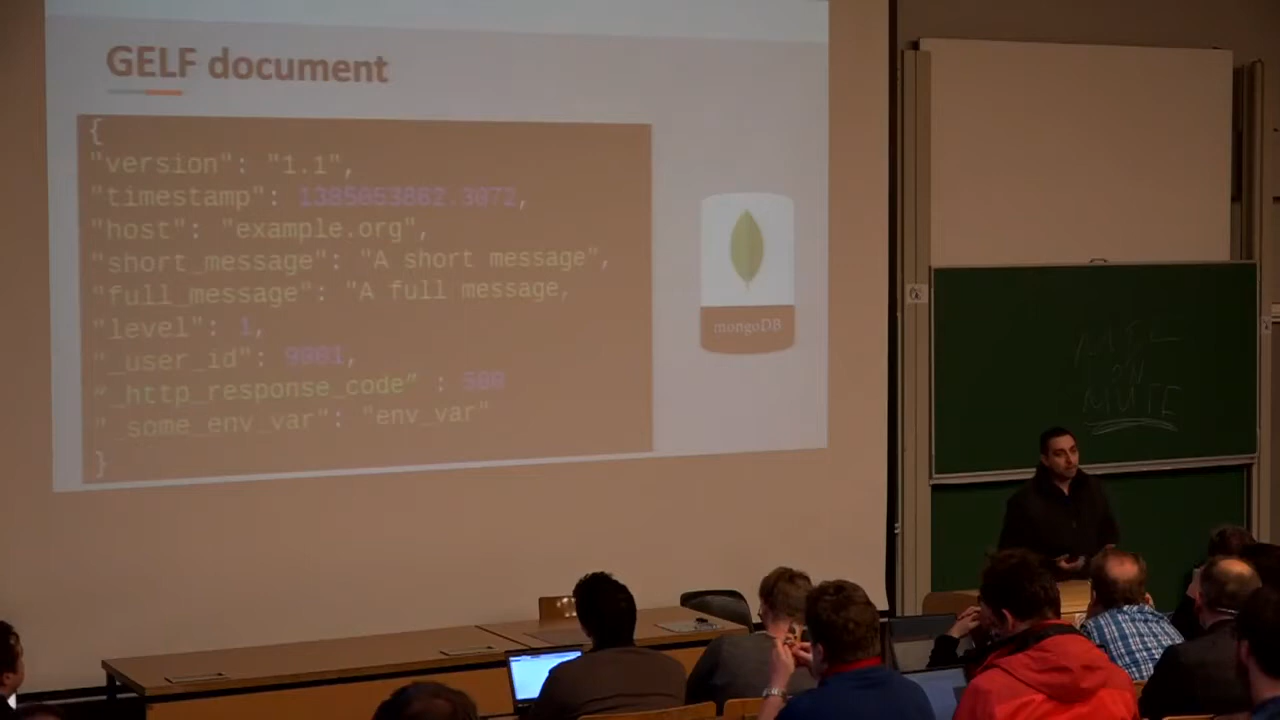 GELF document
{
"version": "1.1",
"timestamp": 1385053862.3072,
"host": "example.org",
"short_message": "A short message",
"full_message": "A full message,
"level": 1,
"_user_id": 9001,
"_http_response_code" : 500
"_some_env_var": "env_var"
}
mongoDB
MUTE